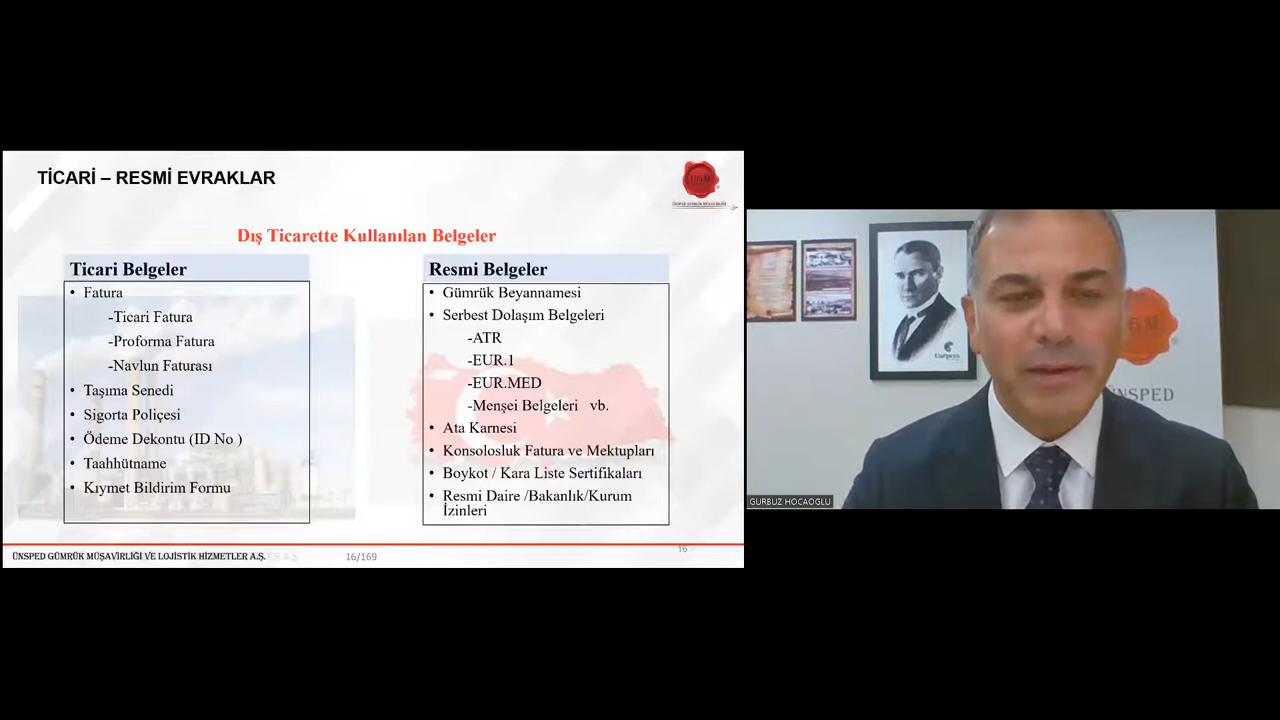 TİCARİ – RESMİ EVRAKLAR
Dış Ticarette Kullanılan Belgeler
Ticari Belgeler
• Fatura
-Ticari Fatura
-Proforma Fatura
-Navlun Faturası
• Taşıma Senedi
• Sigorta Poliçesi
• Ödeme Dekontu (ID No )
• Taahhütname
• Kıymet Bildirim Formu
Resmi Belgeler
• Gümrük Beyannamesi
• Serbest Dolaşım Belgeleri
-ATR
-EUR.1
-EUR.MED
-Menşei Belgeleri vb.
• Ata Karnesi
• Konsolosluk Fatura ve Mektupları
• Boykot / Kara Liste Sertifikaları
• Resmi Daire /Bakanlık/Kurum
İzinleri
16
ÜNSPED GÜMRÜK MÜŞAVİRLİĞİ VE LOJİSTİK HİZMETLER A.Ş.
16/169
ÜNSPED
GURBUZ HOCAOGLU